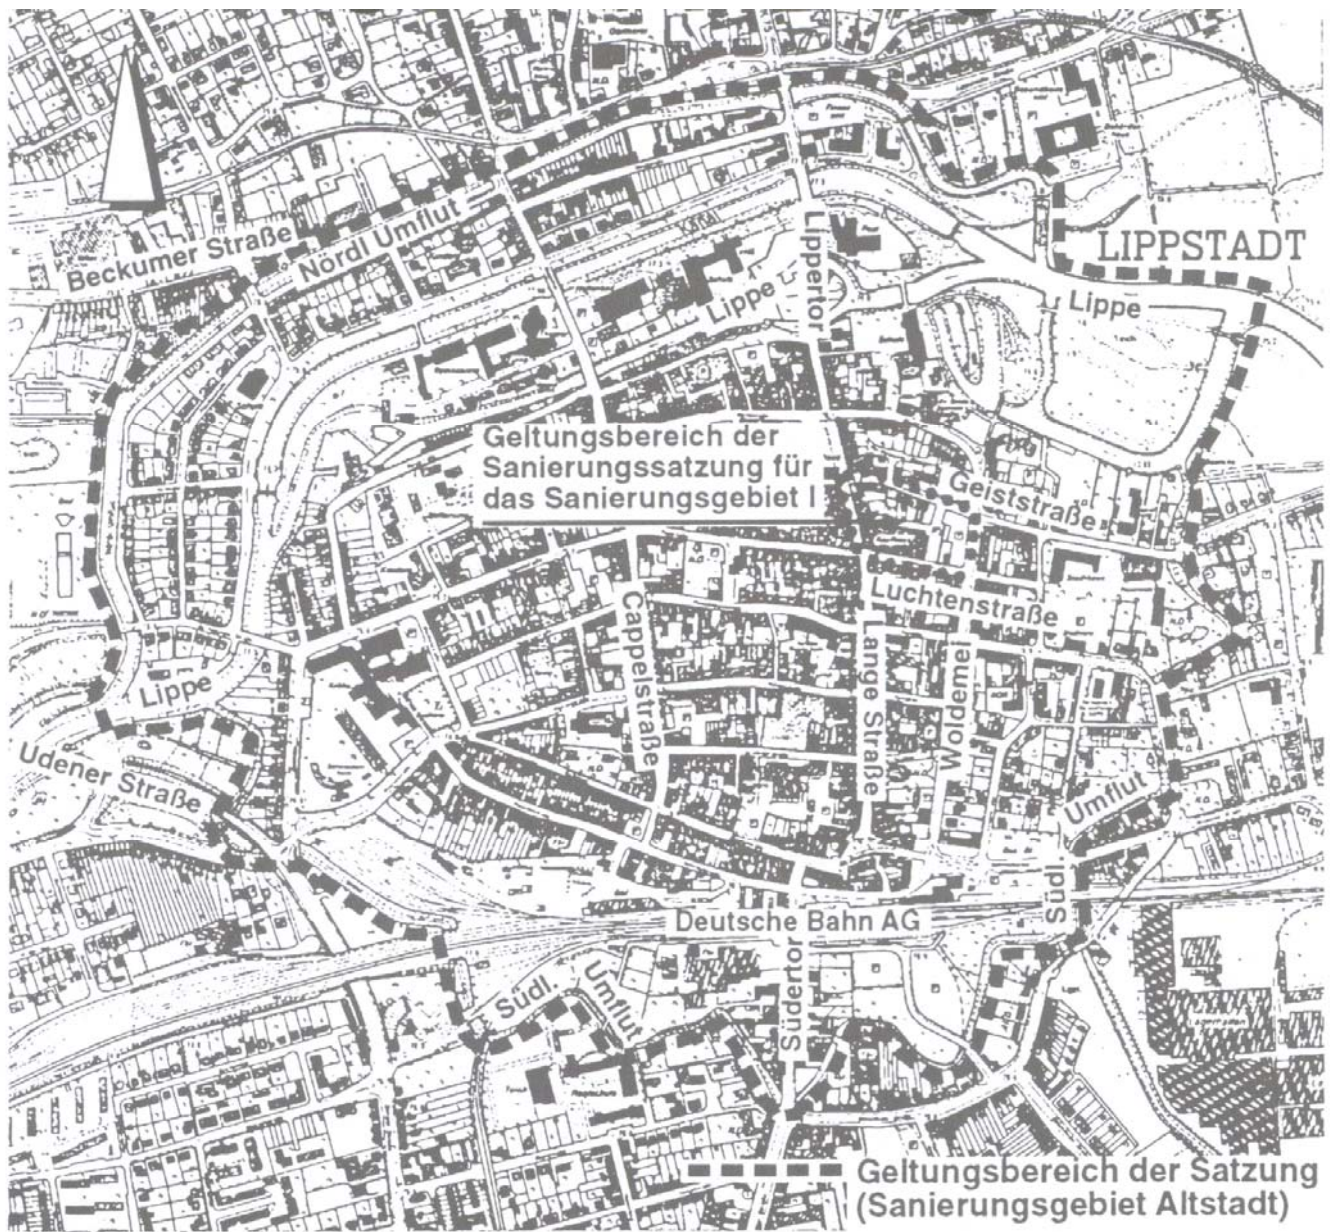 Beckumer Straße
Nördl Umflut
Kanal
Lippe
Lippertor
LIPPSTADT
Lippe
Geltungsbereich der
Sanierungssatzung für
das Sanierungsgebiet I
Geiststraße
Luchtenstraße
Cappelstraße
Lange Straße
Woldemei
Lippe
Udener Straße
Umflut
Südl
Deutsche Bahn AG
Südertor
Südl.
Umflut
Geltungsbereich der Satzung
(Sanierungsgebiet Altstadt)